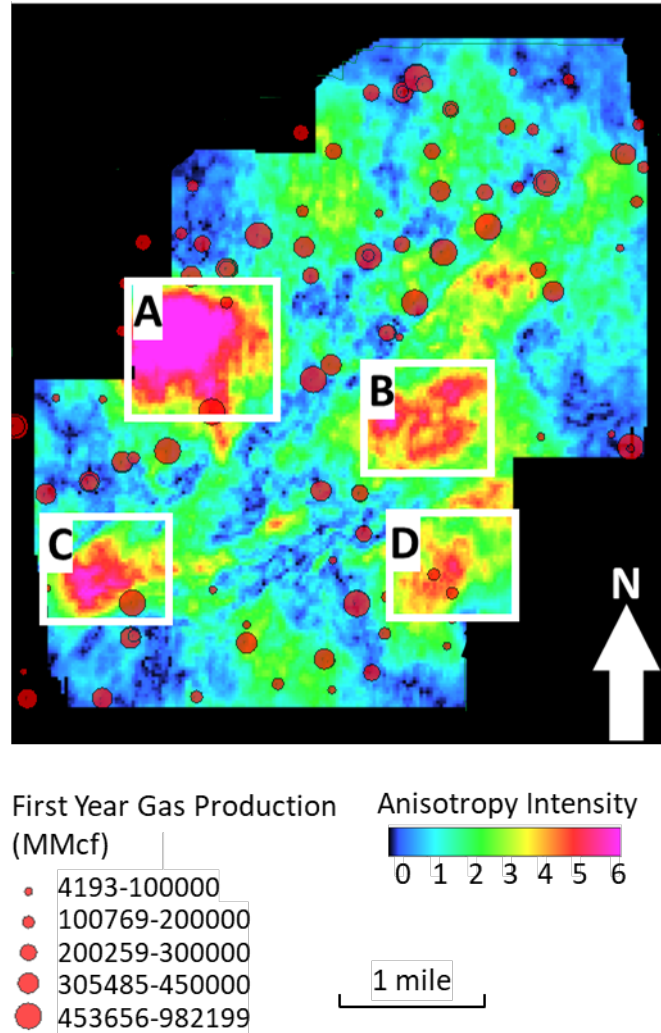 A
B
C
D
N
First Year Gas Production
(MMcf)
4193-100000
100769-200000
200259-300000
305485-450000
453656-982199
Anisotropy Intensity
0 1 2 3 4 5 6
1 mile